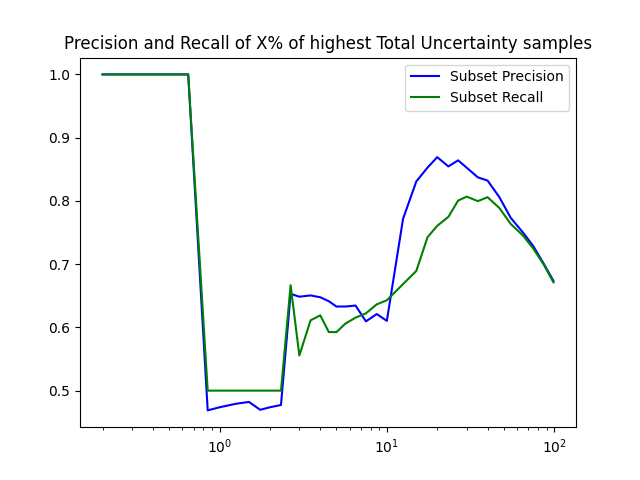 Precision and Recall of X% of highest Total Uncertainty samples
Subset Precision
Subset Recall
1.0
0.9
0.8
0.7
0.6
0.5
10⁰ 10¹ 10²